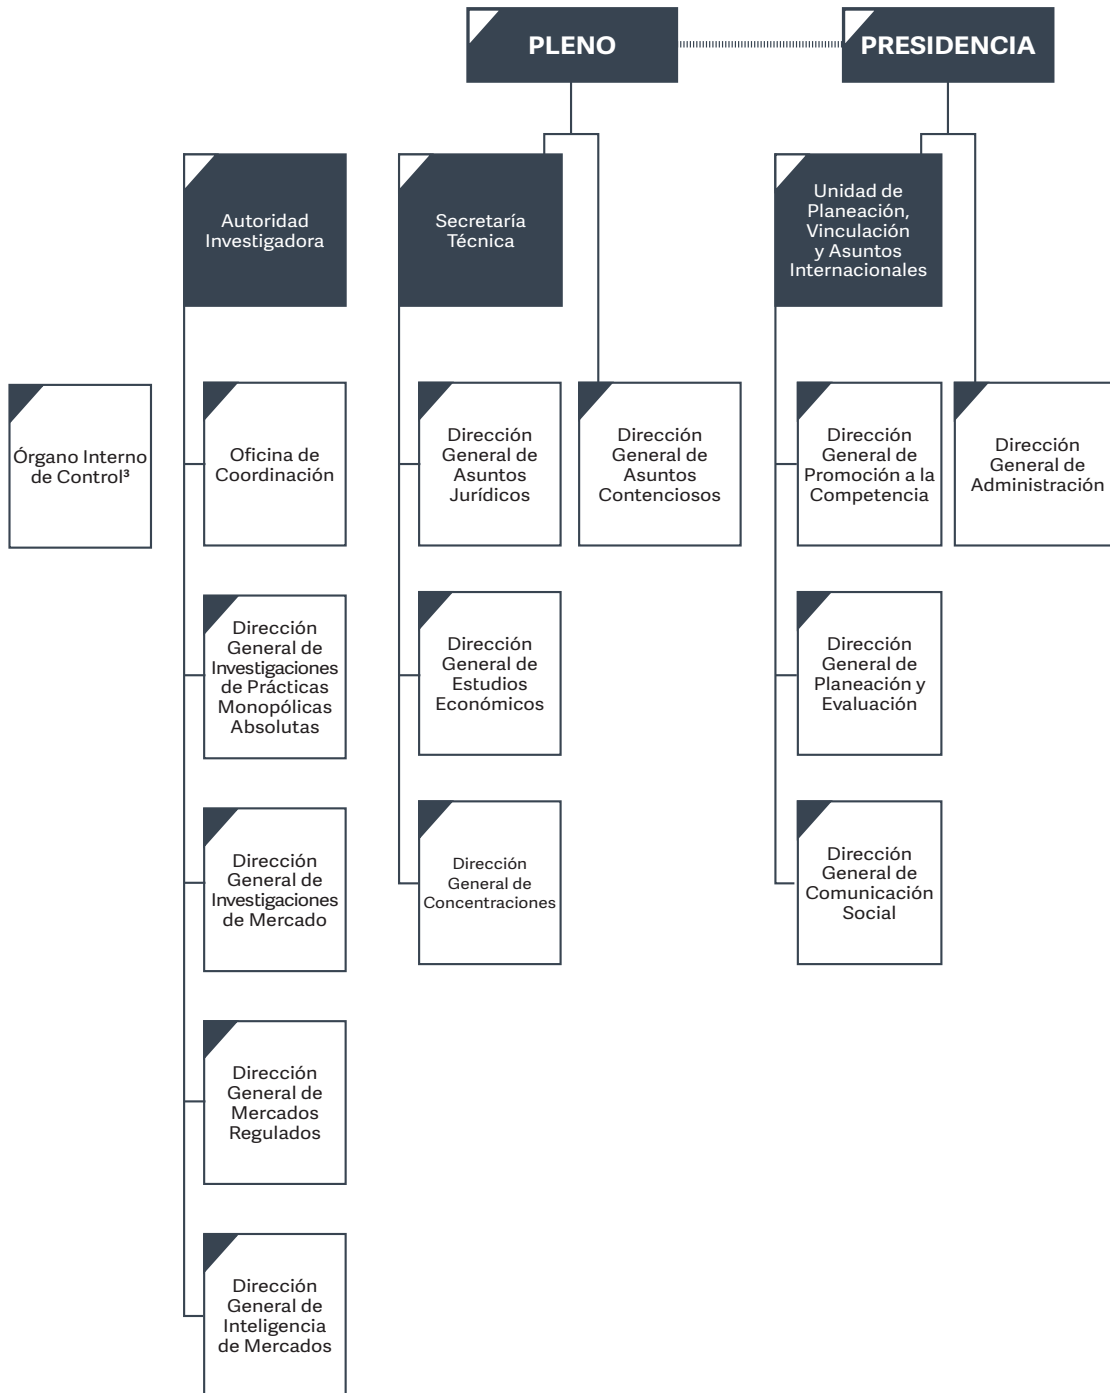 PLENO
PRESIDENCIA
Autoridad
Investigadora
Secretaría
Técnica
Unidad de
Planeación,
Vinculación
y Asuntos
Internacionales
Órgano Interno
de Control³
Oficina de
Coordinación
Dirección
General de
Asuntos
Jurídicos
Dirección
General de
Asuntos
Contenciosos
Dirección
General de
Promoción a la
Competencia
Dirección
General de
Administración
Dirección
General de
Investigaciones
de Prácticas
Monopólicas
Absolutas
Dirección
General de
Estudios
Económicos
Dirección
General de
Planeación y
Evaluación
Dirección
General de
Investigaciones
de Mercado
Dirección
General de
Concentraciones
Dirección
General de
Comunicación
Social
Dirección
General de
Mercados
Regulados
Dirección
General de
Inteligencia
de Mercados